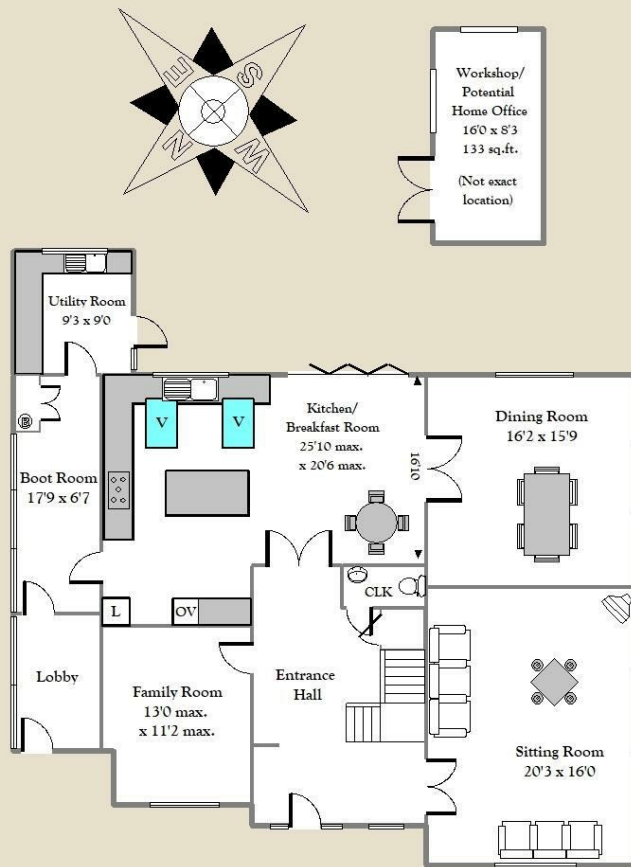 E
S
N
W
Workshop/
Potential
Home Office
16'0 x 8'3
133 sq.ft.
(Not exact
location)
Utility Room
9'3 x 9'0
B
Boot Room
17'9 x 6'7
V
V
Kitchen/
Breakfast Room
25'10 max.
x 20'6 max.
16'10
Dining Room
16'2 x 15'9
CLK
L
OV
Lobby
Family Room
13'0 max.
x 11'2 max.
Entrance
Hall
Sitting Room
20'3 x 16'0